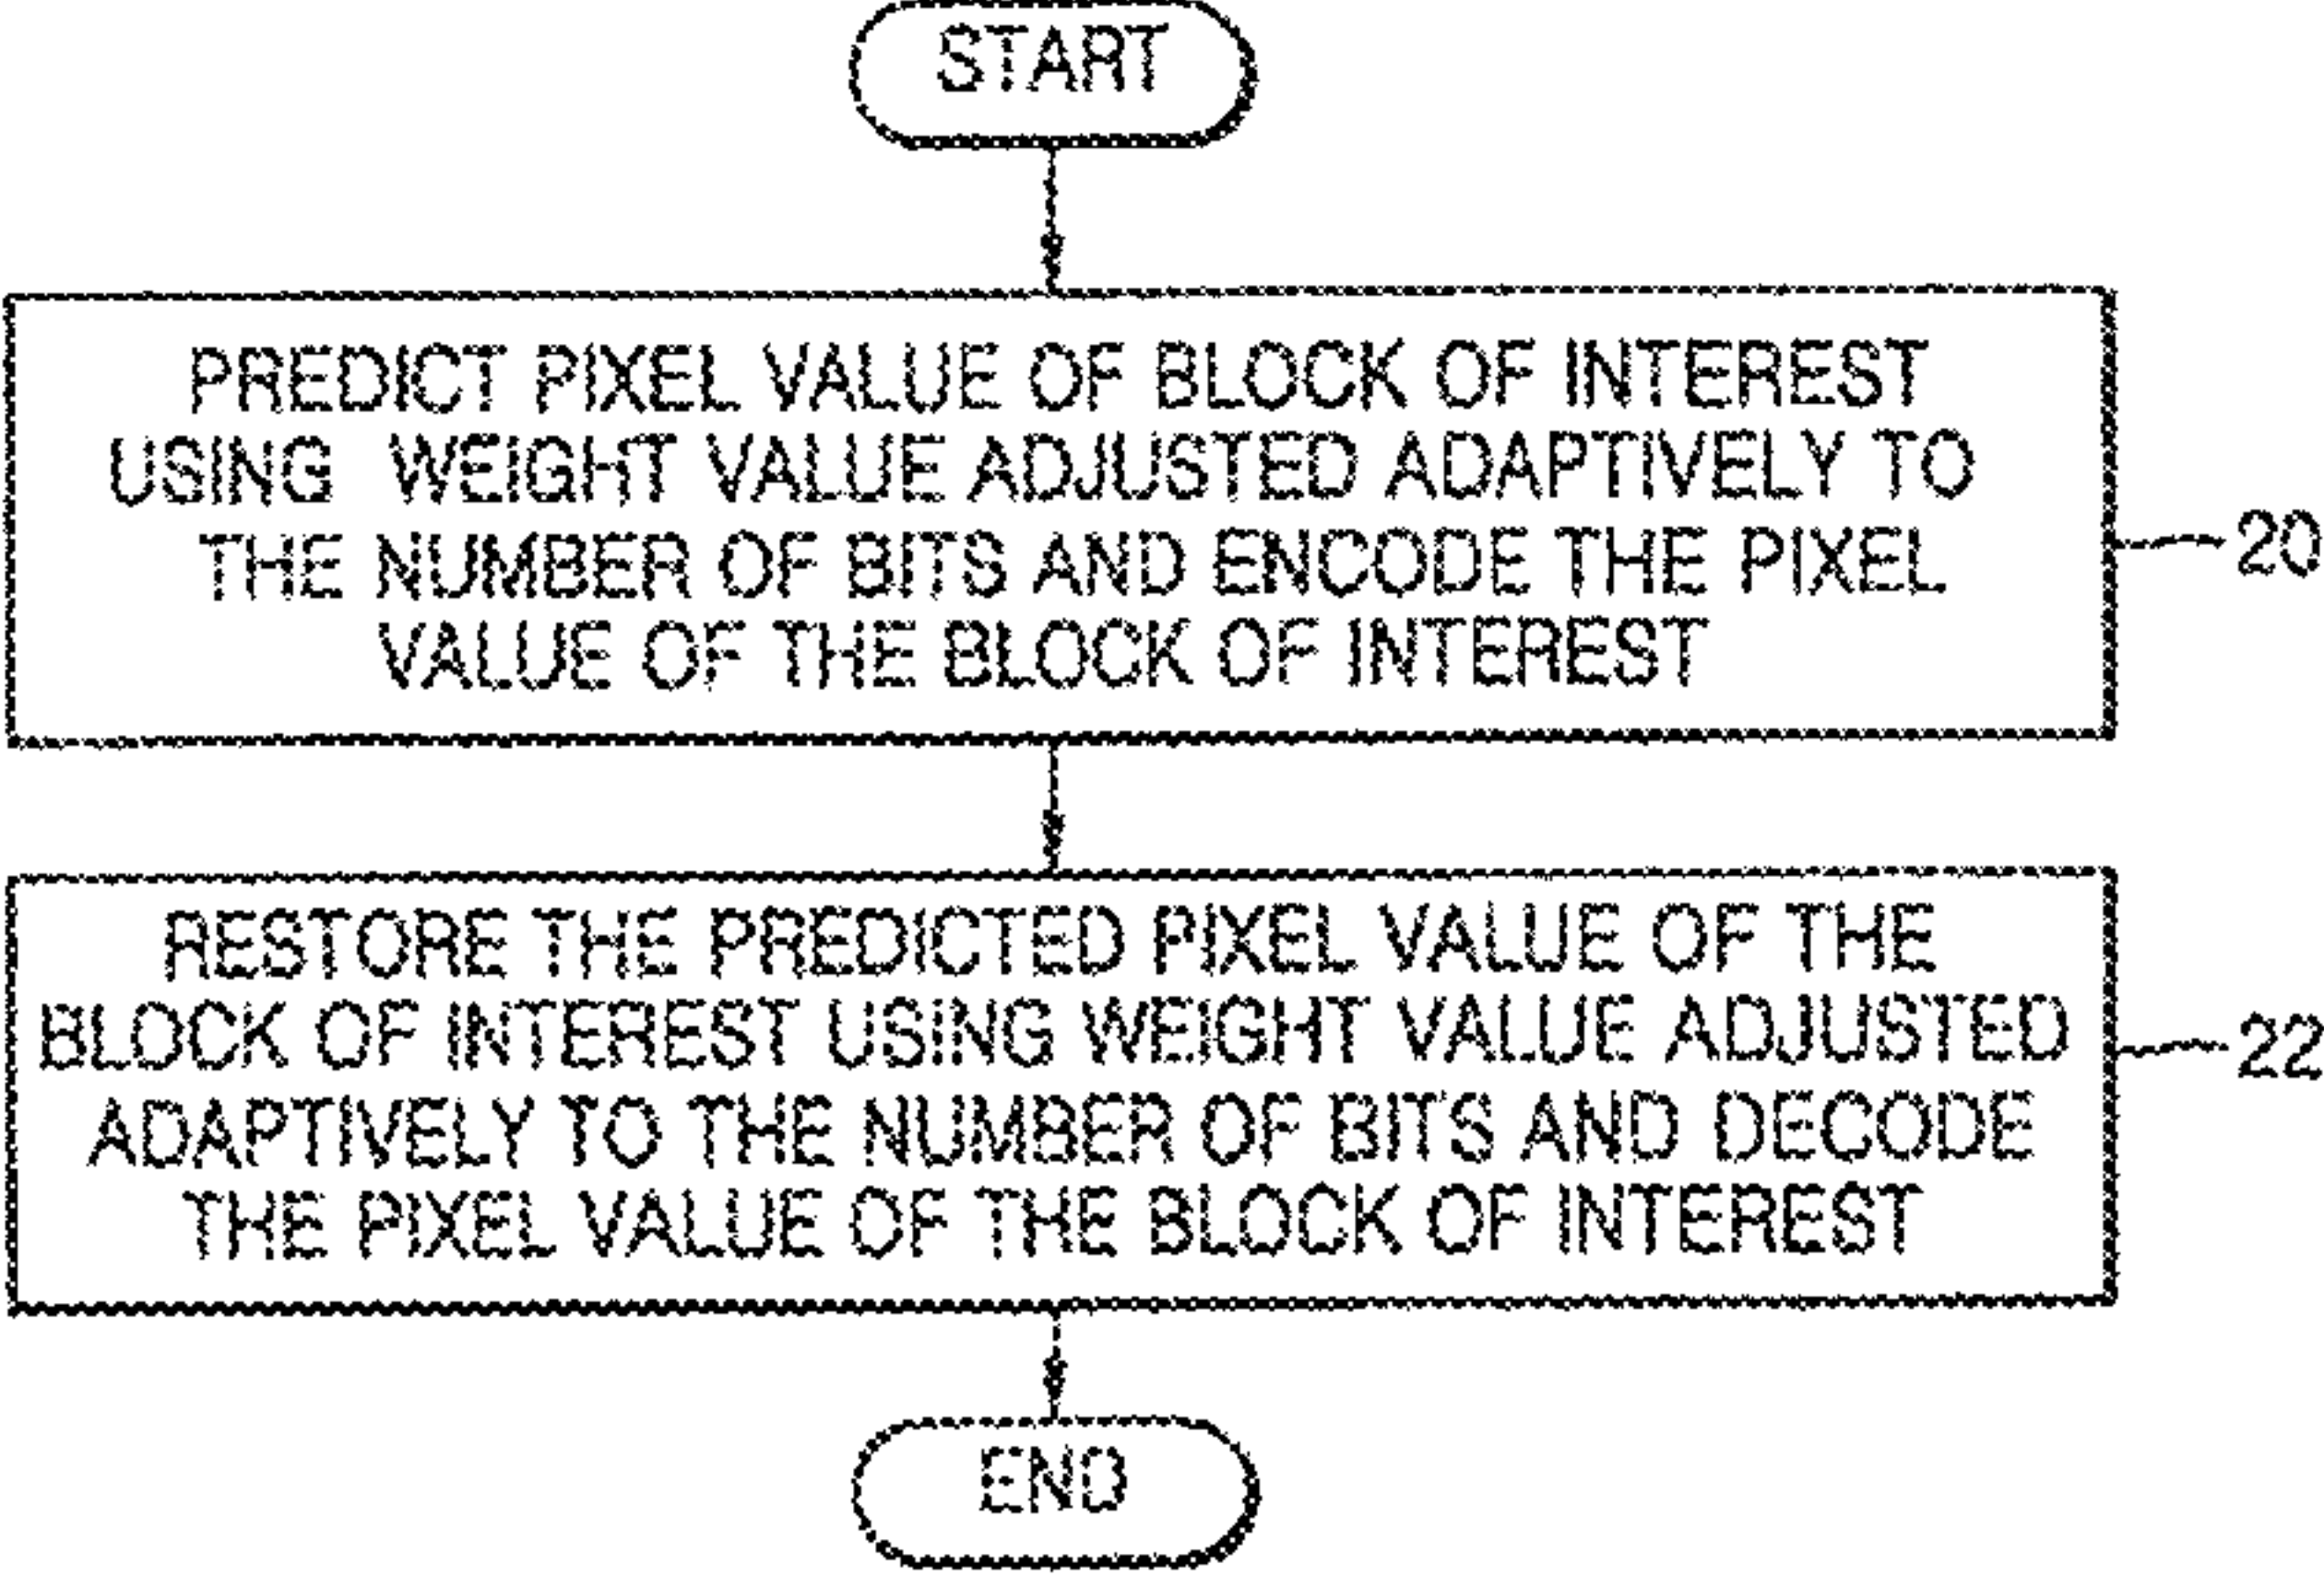 START
PREDICT PIXEL VALUE OF BLOCK OF INTEREST
USING WEIGHT VALUE ADJUSTED ADAPTIVELY TO
THE NUMBER OF BITS AND ENCODE THE PIXEL
VALUE OF THE BLOCK OF INTEREST
20
RESTORE THE PREDICTED PIXEL VALUE OF THE
BLOCK OF INTEREST USING WEIGHT VALUE ADJUSTED
ADAPTIVELY TO THE NUMBER OF BITS AND DECODE
THE PIXEL VALUE OF THE BLOCK OF INTEREST
22
END